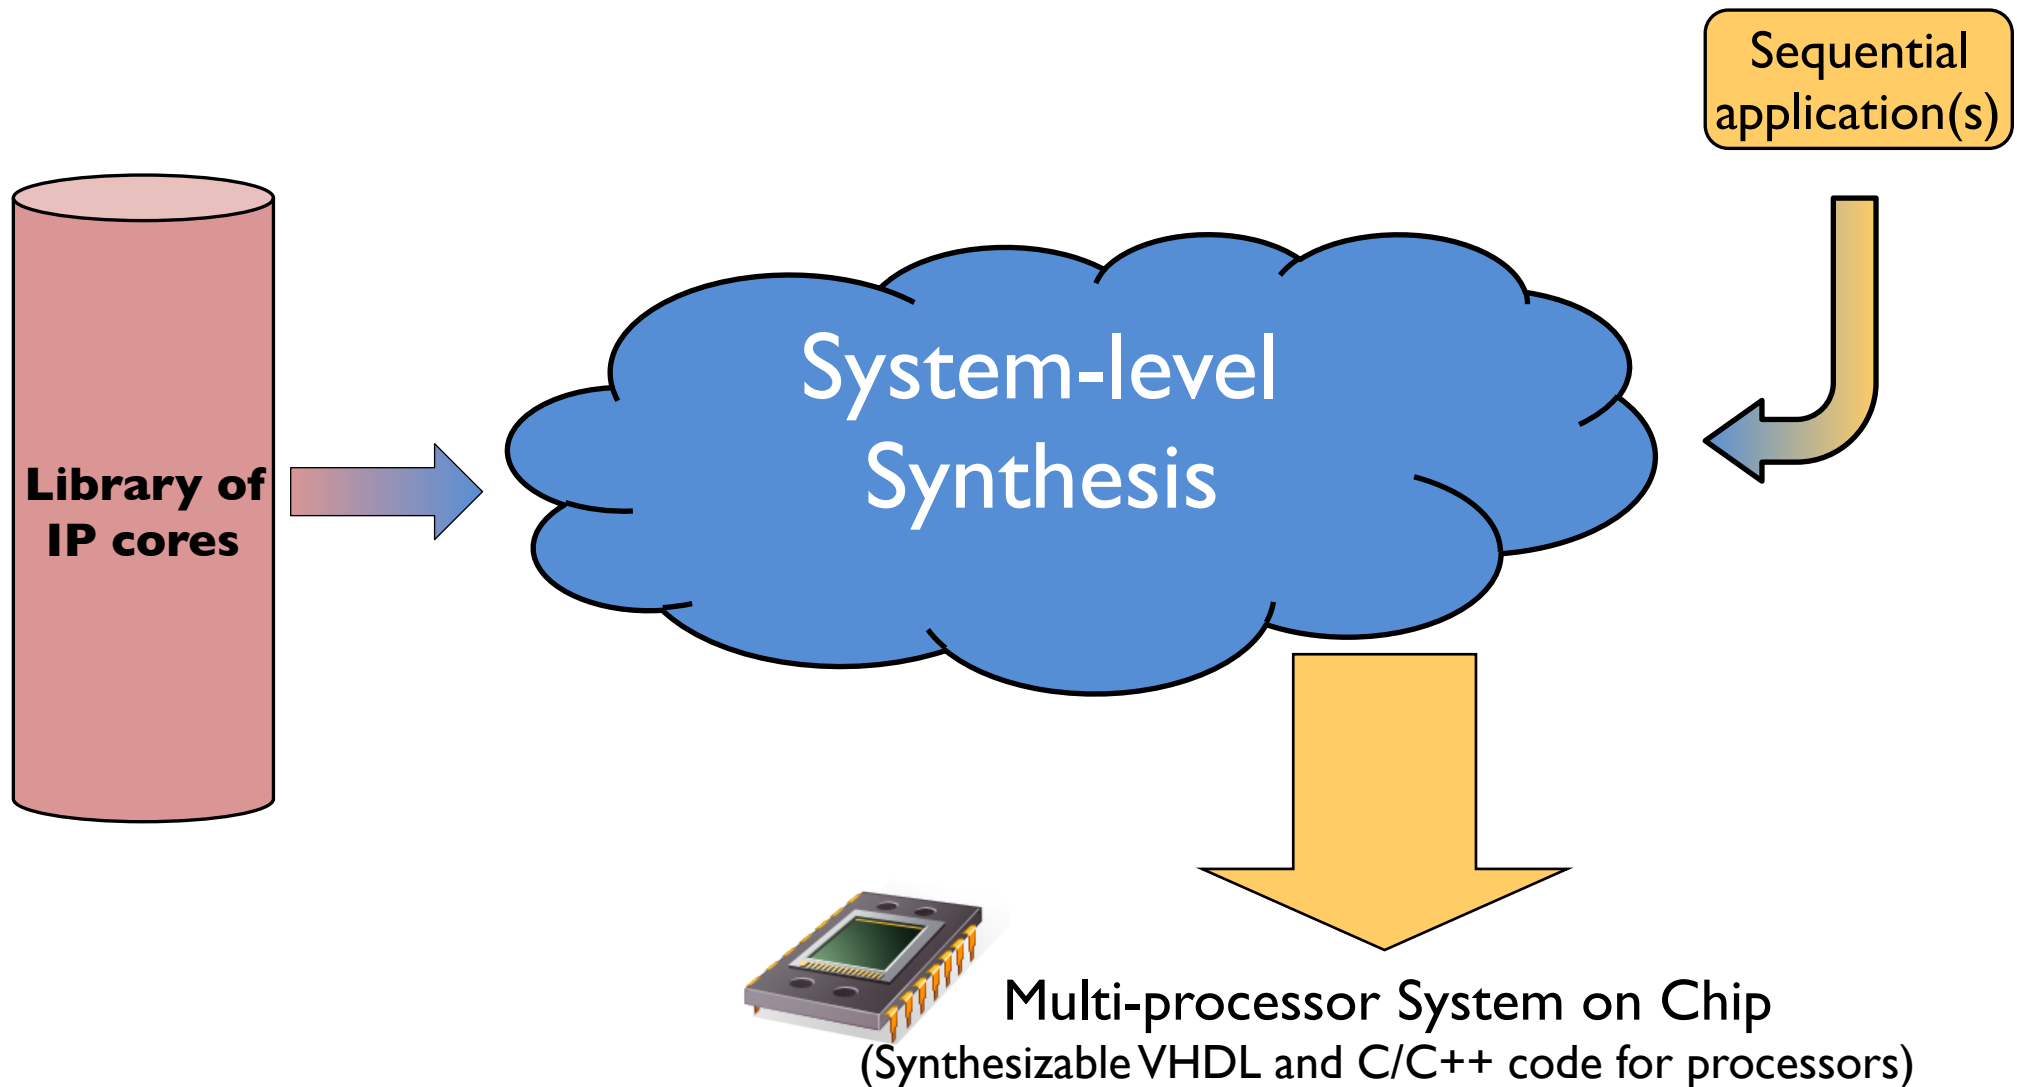 Sequential
application(s)
System-level
Synthesis
Library of
IP cores
Multi-processor System on Chip
(Synthesizable VHDL and C/C++ code for processors)